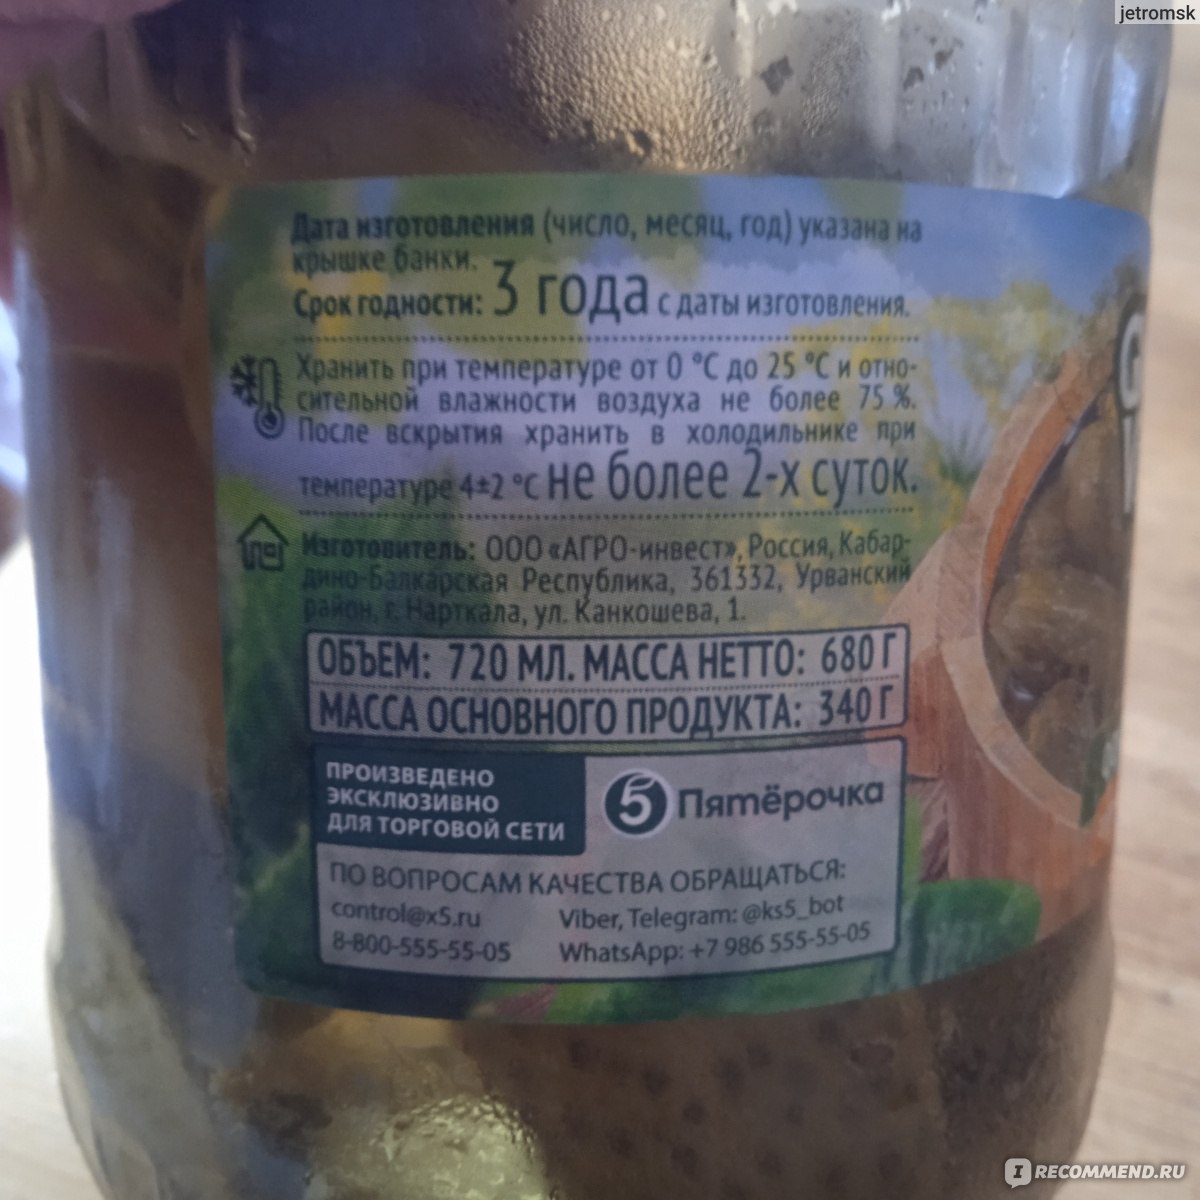 jetromsk
Дата изготовления (число, месяц, год) указана на
крышке банки.
Срок годности: 3 года с даты изготовления.
Хранить при температуре от 0 °С до 25 °С и отно-
сительной влажности воздуха не более 75 %.
После вскрытия хранить в холодильнике при
температуре 4±2 °С не более 2-х суток.
Изготовитель: ООО «АГРО-инвест», Россия, Кабар-
дино-Балкарская Республика, 361332, Урванский
район, г. Нарткала, ул. Канкошева, 1.
ОБЪЕМ: 720 МЛ. МАССА НЕТТО: 680 Г
МАССА ОСНОВНОГО ПРОДУКТА: 340 Г
ПРОИЗВЕДЕНО
ЭКСКЛЮЗИВНО
ДЛЯ ТОРГОВОЙ СЕТИ
5 Пятёрочка
ПО ВОПРОСАМ КАЧЕСТВА ОБРАЩАТЬСЯ:
control@x5.ru Viber, Telegram: @ks5_bot
8-800-555-55-05 WhatsApp: +7 986 555-55-05
IRECOMMEND.RU